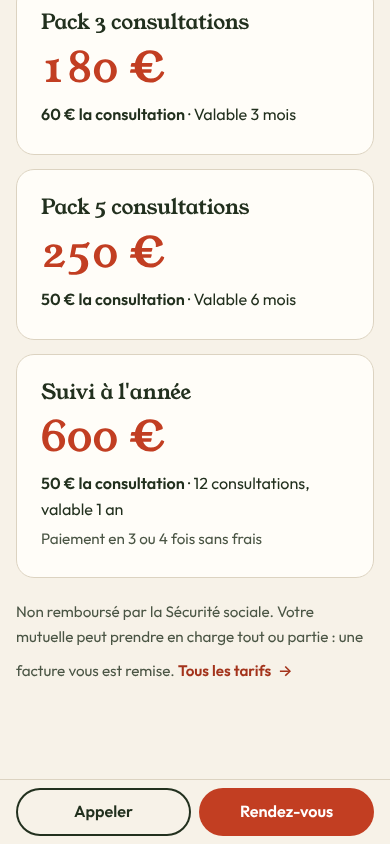 Pack 3 consultations
180 €
60 € la consultation · Valable 3 mois
Pack 5 consultations
250 €
50 € la consultation · Valable 6 mois
Suivi à l'année
600 €
50 € la consultation · 12 consultations,
valable 1 an
Paiement en 3 ou 4 fois sans frais
Non remboursé par la Sécurité sociale. Votre
mutuelle peut prendre en charge tout ou partie : une
facture vous est remise. Tous les tarifs →
Appeler
Rendez-vous